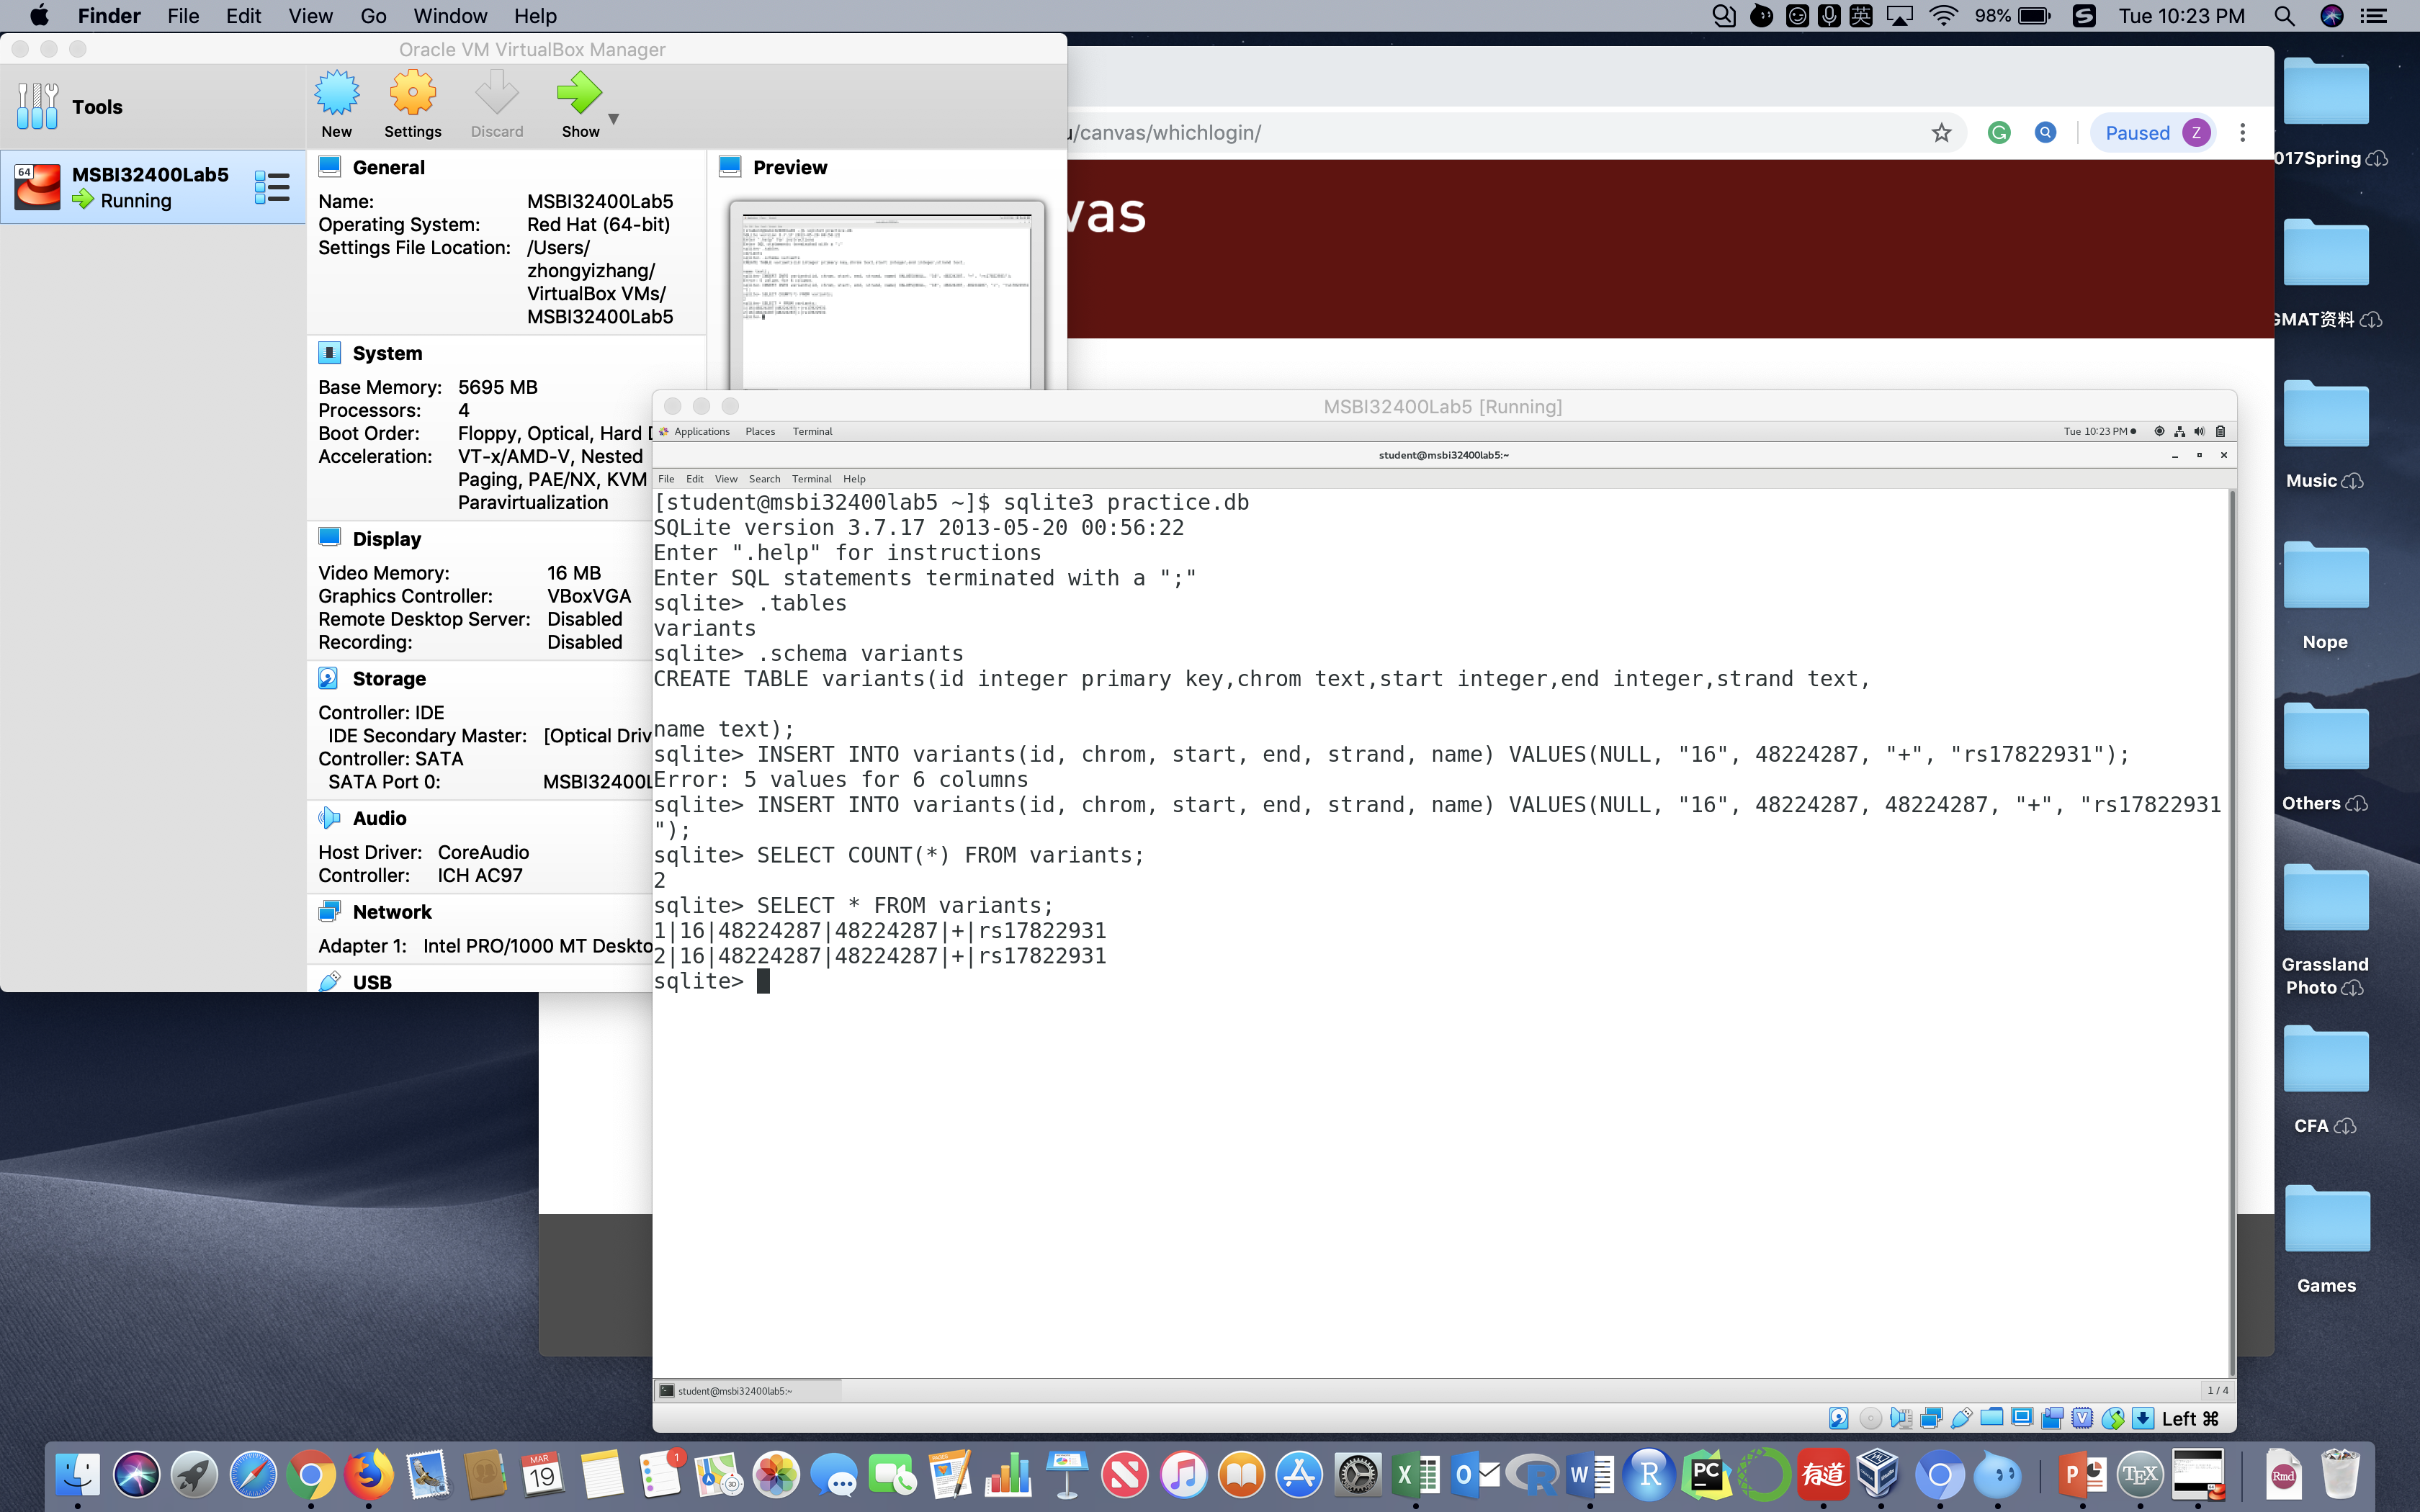 Finder File Edit View Go Window Help
98% Tue 10:23 PM
英
Oracle VM VirtualBox Manager
Tools
New Settings Discard Show
64
MSBI32400Lab5
Running
General
Name: MSBI32400Lab5
Operating System: Red Hat (64-bit)
Settings File Location: /Users/
zhongyizhang/
VirtualBox VMs/
MSBI32400Lab5
Preview
System
Base Memory: 5695 MB
Processors: 4
Boot Order: Floppy, Optical, Hard
Acceleration: VT-x/AMD-V, Nested
Paging, PAE/NX, KVM
Paravirtualization
Display
Video Memory: 16 MB
Graphics Controller: VBoxVGA
Remote Desktop Server: Disabled
Recording: Disabled
Storage
Controller: IDE
IDE Secondary Master: [Optical Driv
Controller: SATA
SATA Port 0: MSBI32400L
Audio
Host Driver: CoreAudio
Controller: ICH AC97
Network
Adapter 1: Intel PRO/1000 MT Deskto
USB
u/canvas/whichlogin/
Paused Z
vas
MSBI32400Lab5 [Running]
Applications Places Terminal
Tue 10:23 PM
student@msbi32400lab5:~
File Edit View Search Terminal Help
[student@msbi32400lab5 ~]$ sqlite3 practice.db
SQLite version 3.7.17 2013-05-20 00:56:22
Enter ".help" for instructions
Enter SQL statements terminated with a ";"
sqlite> .tables
variants
sqlite> .schema variants
CREATE TABLE variants(id integer primary key,chrom text,start integer,end integer,strand text,
name text);
sqlite> INSERT INTO variants(id, chrom, start, end, strand, name) VALUES(NULL, "16", 48224287, "+", "rs17822931");
Error: 5 values for 6 columns
sqlite> INSERT INTO variants(id, chrom, start, end, strand, name) VALUES(NULL, "16", 48224287, 48224287, "+", "rs17822931
");
sqlite> SELECT COUNT(*) FROM variants;
2
sqlite> SELECT * FROM variants;
1|16|48224287|48224287|+|rs17822931
2|16|48224287|48224287|+|rs17822931
sqlite>
student@msbi32400lab5:~
1 / 4
Left ⌘
017Spring
GMAT资料
Music
Nope
Others
Grassland
Photo
CFA
Games
MAR
19
1
3D
X
O
R
W
R
PC
有道
P
TEX
Rmd